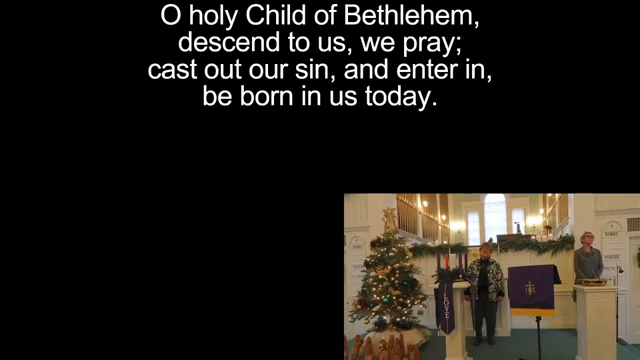 O holy Child of Bethlehem,
descend to us, we pray;
cast out our sin, and enter in,
be born in us today.
LOVE